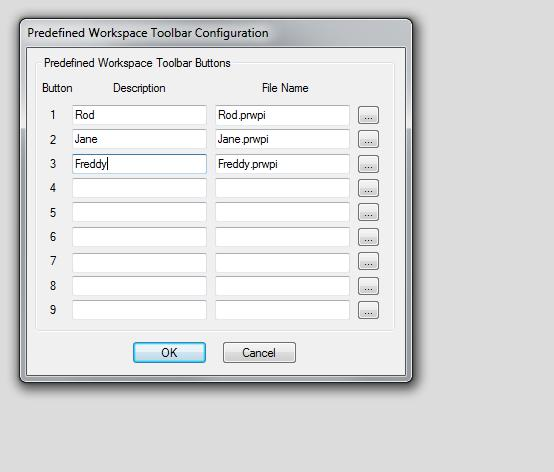 Predefined Workspace Toolbar Configuration
Predefined Workspace Toolbar Buttons
Button Description File Name
1 Rod Rod.prwpi ...
2 Jane Jane.prwpi ...
3 Freddy Freddy.prwpi ...
4 ...
5 ...
6 ...
7 ...
8 ...
9 ...
OK Cancel